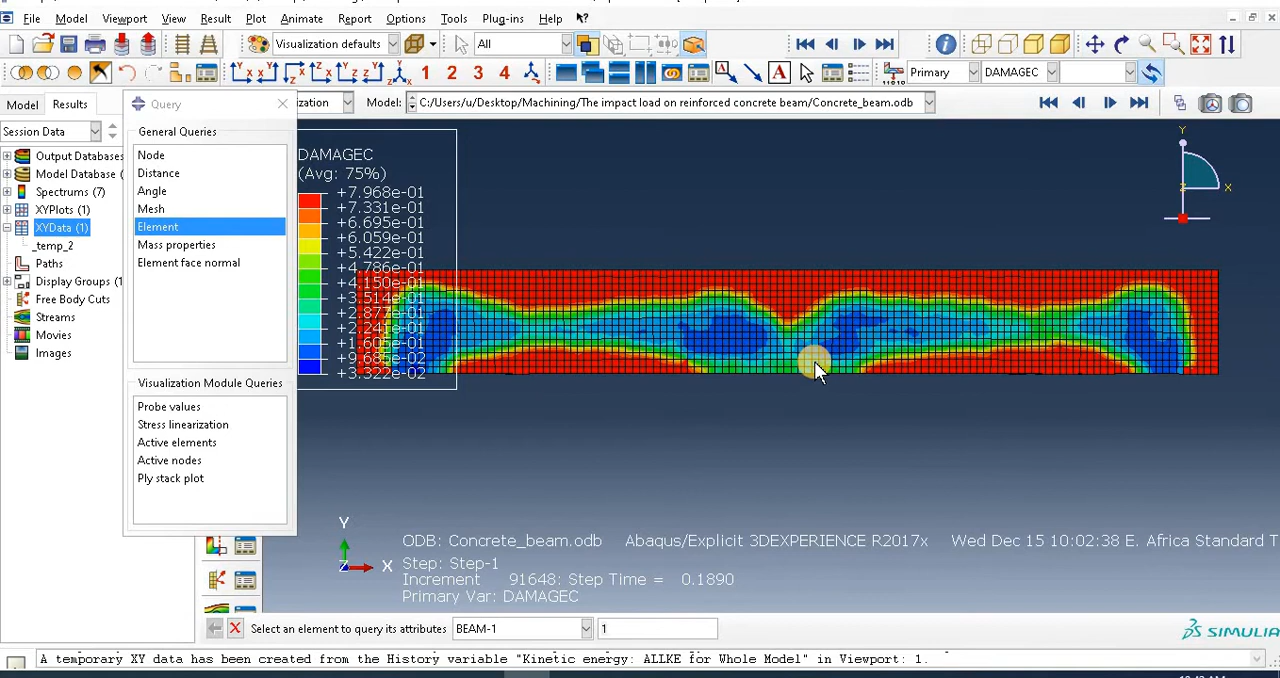 File Model Viewport View Result Plot Animate Report Options Tools Plug-ins Help
Visualization defaults All
1 2 3 4 Primary DAMAGEC
Model Results
Query
Model: C:/Users/u/Desktop/Machining/The impact load on reinforced concrete beam/Concrete_beam.odb
Session Data
General Queries
Output Databases
Model Database (
Spectrums (7)
XYPlots (1)
XYData (1)
_temp_2
Paths
Display Groups (1
Free Body Cuts
Streams
Movies
Images
Node
Distance
Angle
Mesh
Element
Mass properties
Element face normal
Visualization Module Queries
Probe values
Stress linearization
Active elements
Active nodes
Ply stack plot
DAMAGEC
(Avg: 75%)
+7.968e-01
+7.331e-01
+6.695e-01
+6.059e-01
+5.422e-01
+4.786e-01
+4.150e-01
+3.514e-01
+2.877e-01
+2.241e-01
+1.605e-01
+9.685e-02
+3.322e-02
Y
Z X
Y
Z X
ODB: Concrete_beam.odb Abaqus/Explicit 3DEXPERIENCE R2017x Wed Dec 15 10:02:38 E. Africa Standard T
Step: Step-1
Increment 91648: Step Time = 0.1890
Primary Var: DAMAGEC
Select an element to query its attributes BEAM-1 1
SIMULIA
A temporary XY data has been created from the History variable "Kinetic energy: ALLKE for Whole Model" in Viewport: 1.